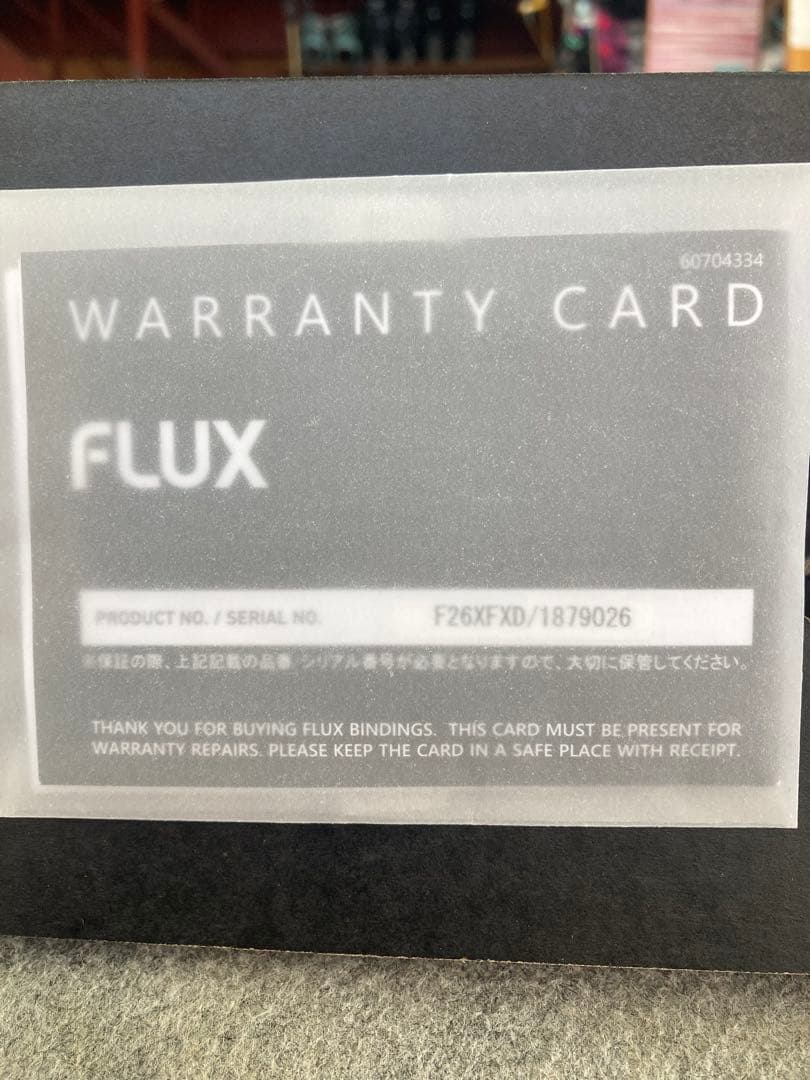 60704334
WARRANTY CARD
FLUX
PRODUCT NO. / SERIAL NO. F26XFXD/1879026
※保証の際、上記記載の品番/シリアル番号が必要となりますので、大切に保管してください。
THANK YOU FOR BUYING FLUX BINDINGS. THIS CARD MUST BE PRESENT FOR
WARRANTY REPAIRS. PLEASE KEEP THE CARD IN A SAFE PLACE WITH RECEIPT.